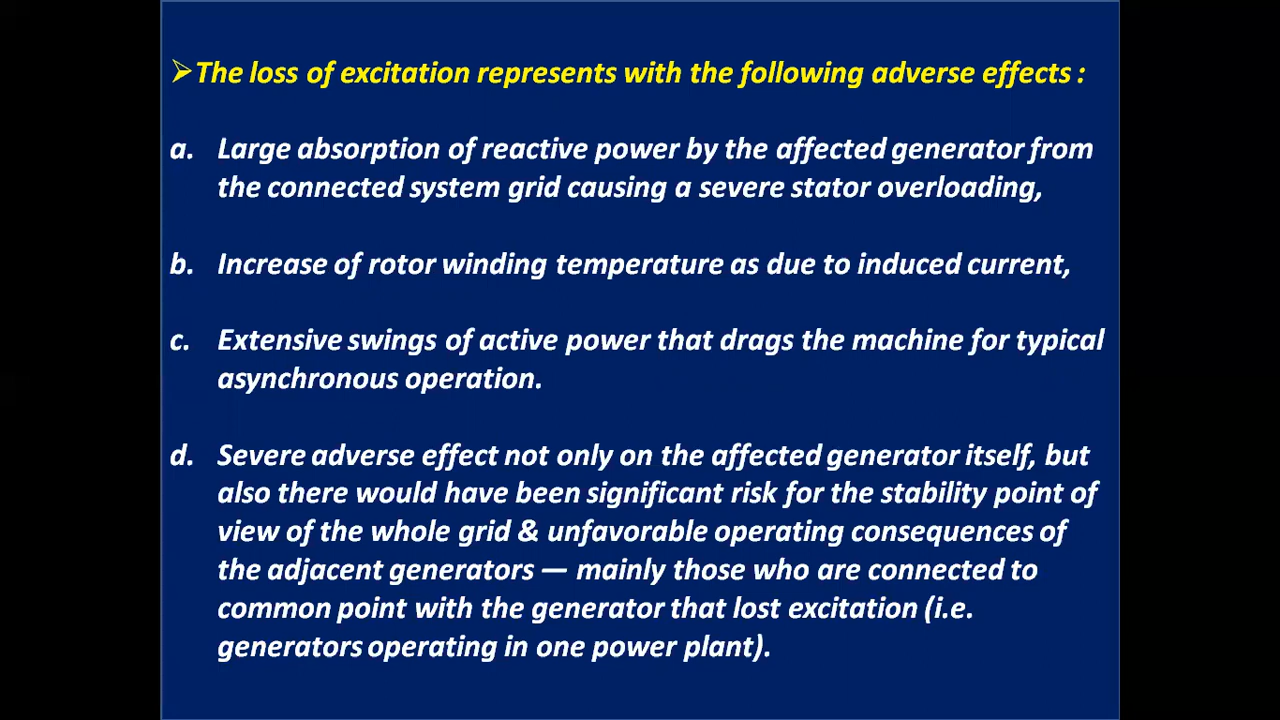 ➢The loss of excitation represents with the following adverse effects :
a. Large absorption of reactive power by the affected generator from
the connected system grid causing a severe stator overloading,
b. Increase of rotor winding temperature as due to induced current,
c. Extensive swings of active power that drags the machine for typical
asynchronous operation.
d. Severe adverse effect not only on the affected generator itself, but
also there would have been significant risk for the stability point of
view of the whole grid & unfavorable operating consequences of
the adjacent generators — mainly those who are connected to
common point with the generator that lost excitation (i.e.
generators operating in one power plant).